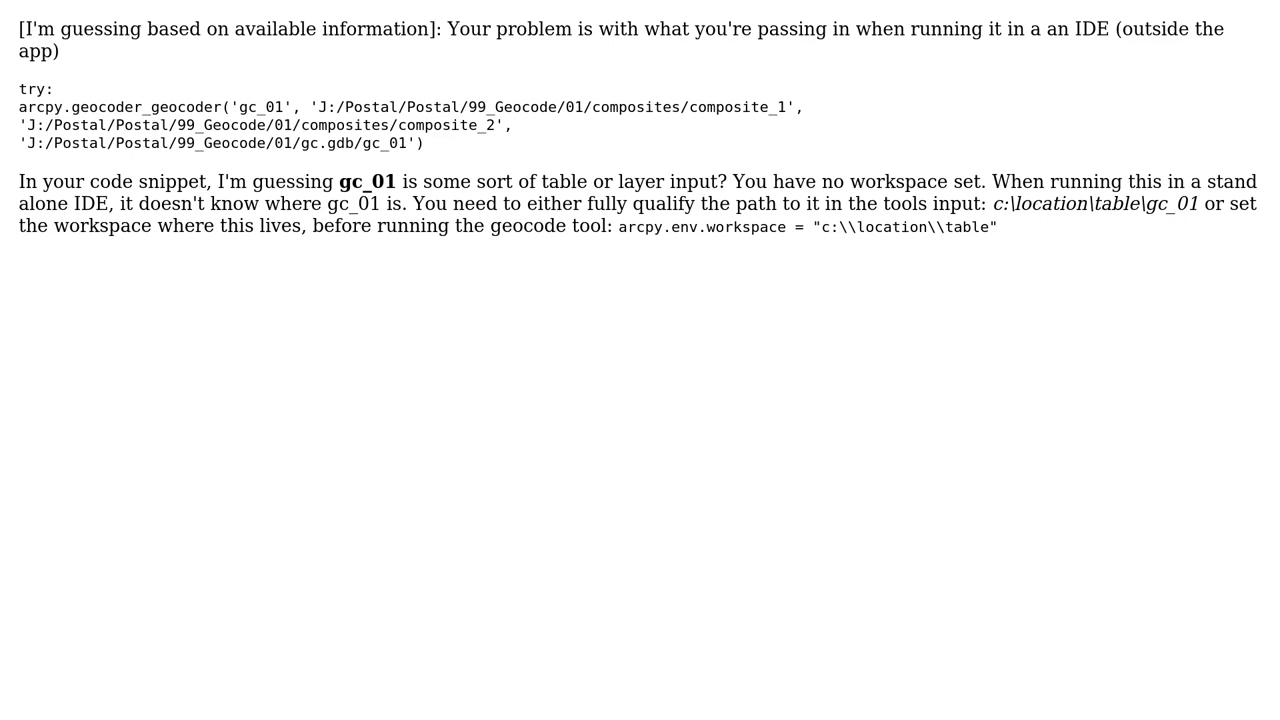 [I'm guessing based on available information]: Your problem is with what you're passing in when running it in a an IDE (outside the
app)
try:
arcpy.geocoder_geocoder('gc_01', 'J:/Postal/Postal/99_Geocode/01/composites/composite_1',
'J:/Postal/Postal/99_Geocode/01/composites/composite_2',
'J:/Postal/Postal/99_Geocode/01/gc.gdb/gc_01')
In your code snippet, I'm guessing gc_01 is some sort of table or layer input? You have no workspace set. When running this in a stand
alone IDE, it doesn't know where gc_01 is. You need to either fully qualify the path to it in the tools input: c:\location\table\gc_01 or set
the workspace where this lives, before running the geocode tool: arcpy.env.workspace = "c:\\location\\table"